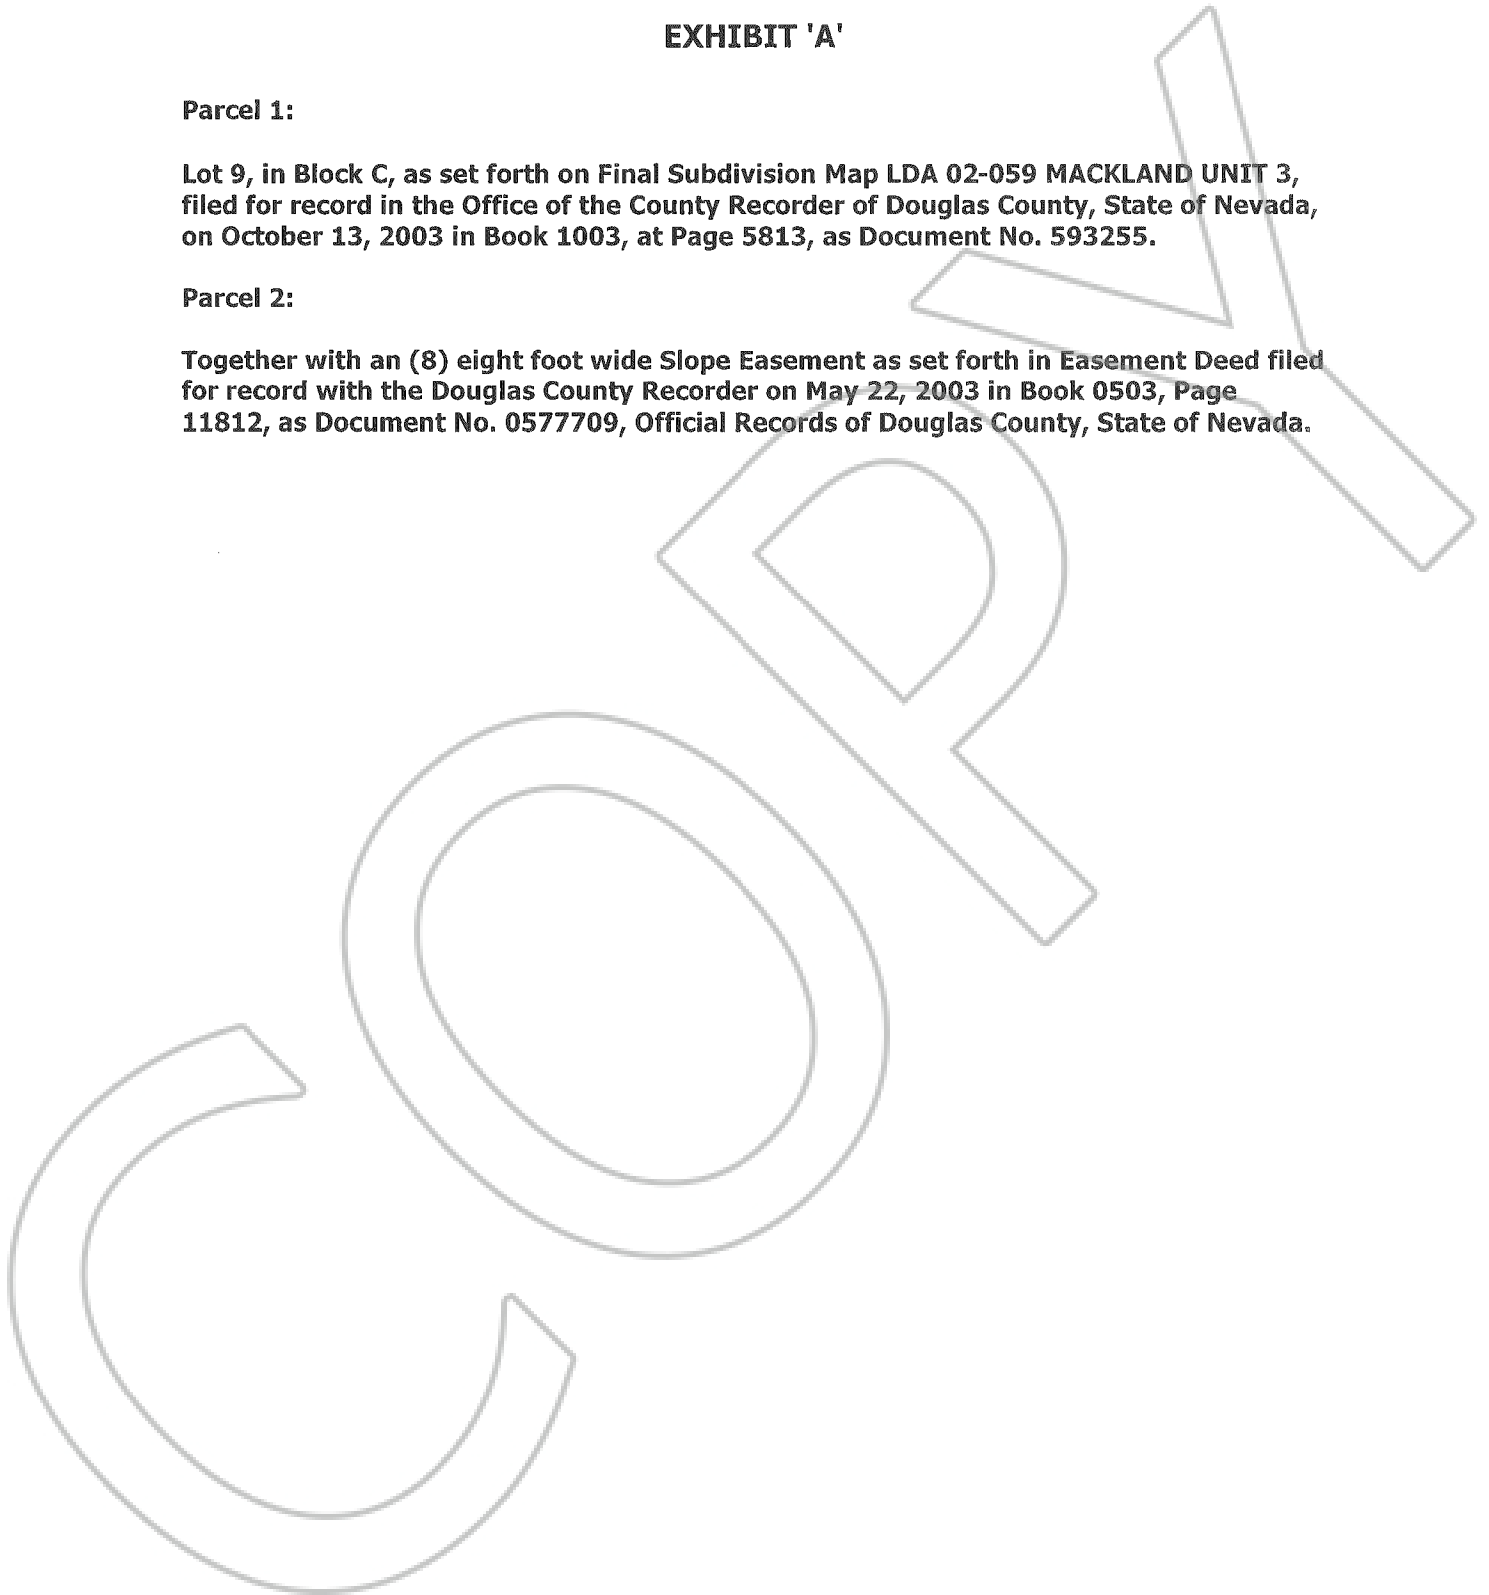 EXHIBIT 'A'
Parcel 1:
Lot 9, in Block C, as set forth on Final Subdivision Map LDA 02-059 MACKLAND UNIT 3,
filed for record in the Office of the County Recorder of Douglas County, State of Nevada,
on October 13, 2003 in Book 1003, at Page 5813, as Document No. 593255.
Parcel 2:
Together with an (8) eight foot wide Slope Easement as set forth in Easement Deed filed
for record with the Douglas County Recorder on May 22, 2003 in Book 0503, Page
11812, as Document No. 0577709, Official Records of Douglas County, State of Nevada.
COPY